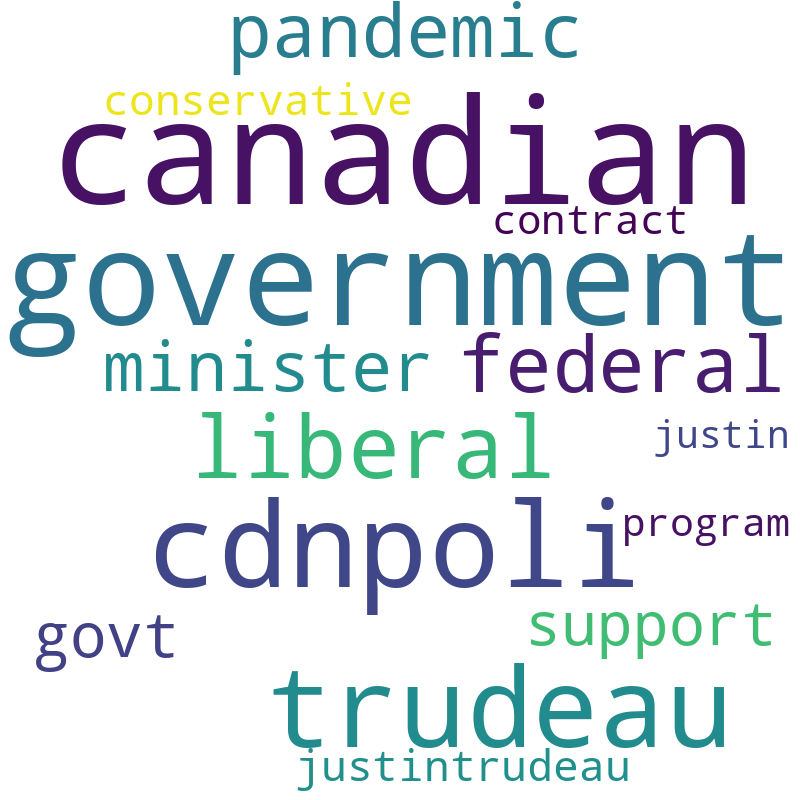 pandemic
conservative
canadian
contract
government
minister federal
liberal justin
cdnpoli program
govt support
trudeau
justintrudeau